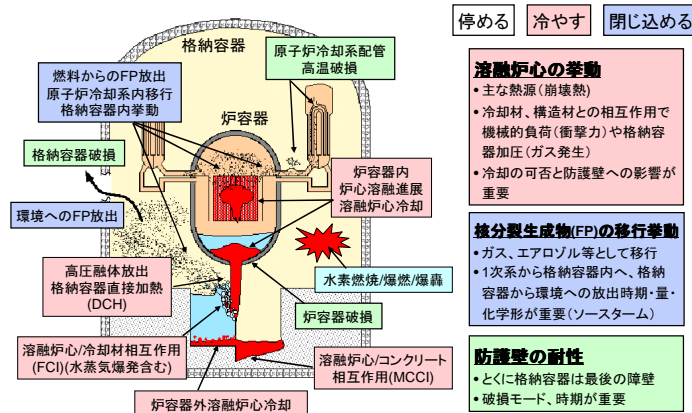 停める
冷やす
閉じ込める
格納容器
原子炉冷却系配管
高温破損
燃料からのFP放出
原子炉冷却系内移行
格納容器内挙動
炉容器
格納容器破損
炉容器内
炉心溶融進展
溶融炉心冷却
環境へのFP放出
高圧融体放出
格納容器直接加熱
(DCH)
水素燃焼/爆燃/爆轟
炉容器破損
溶融炉心/冷却材相互作用
(FCI)(水蒸気爆発含む)
溶融炉心/コンクリート
相互作用(MCCI)
炉容器外溶融炉心冷却
溶融炉心の挙動
•主な熱源(崩壊熱)
•冷却材、構造材との相互作用で
機械的負荷(衝撃力)や格納容
器加圧(ガス発生)
•冷却の可否と防護壁への影響が
重要
核分裂生成物(FP)の移行挙動
•ガス、エアロゾル等として移行
•1次系から格納容器内へ、格納
容器から環境への放出時期・量・
化学形が重要(ソースターム)
防護壁の耐性
•とくに格納容器は最後の障壁
•破損モード、時期が重要